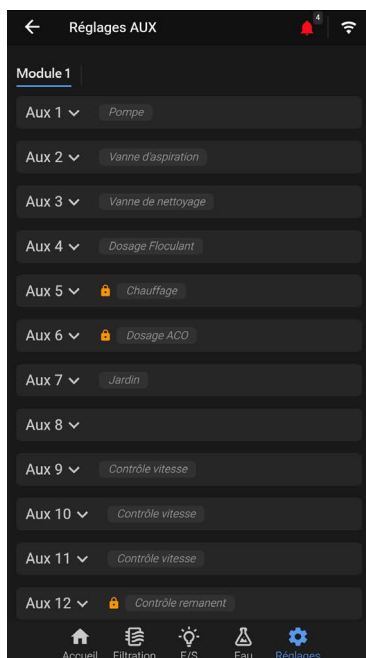 Réglages AUX 4
Module 1
Aux 1 Pompe
Aux 2 Vanne d'aspiration
Aux 3 Vanne de nettoyage
Aux 4 Dosage Floculant
Aux 5 Chauffage
Aux 6 Dosage ACO
Aux 7 Jardin
Aux 8
Aux 9 Contrôle vitesse
Aux 10 Contrôle vitesse
Aux 11 Contrôle vitesse
Aux 12 Contrôle remanent
Accueil Filtration E/S Eau Réglages